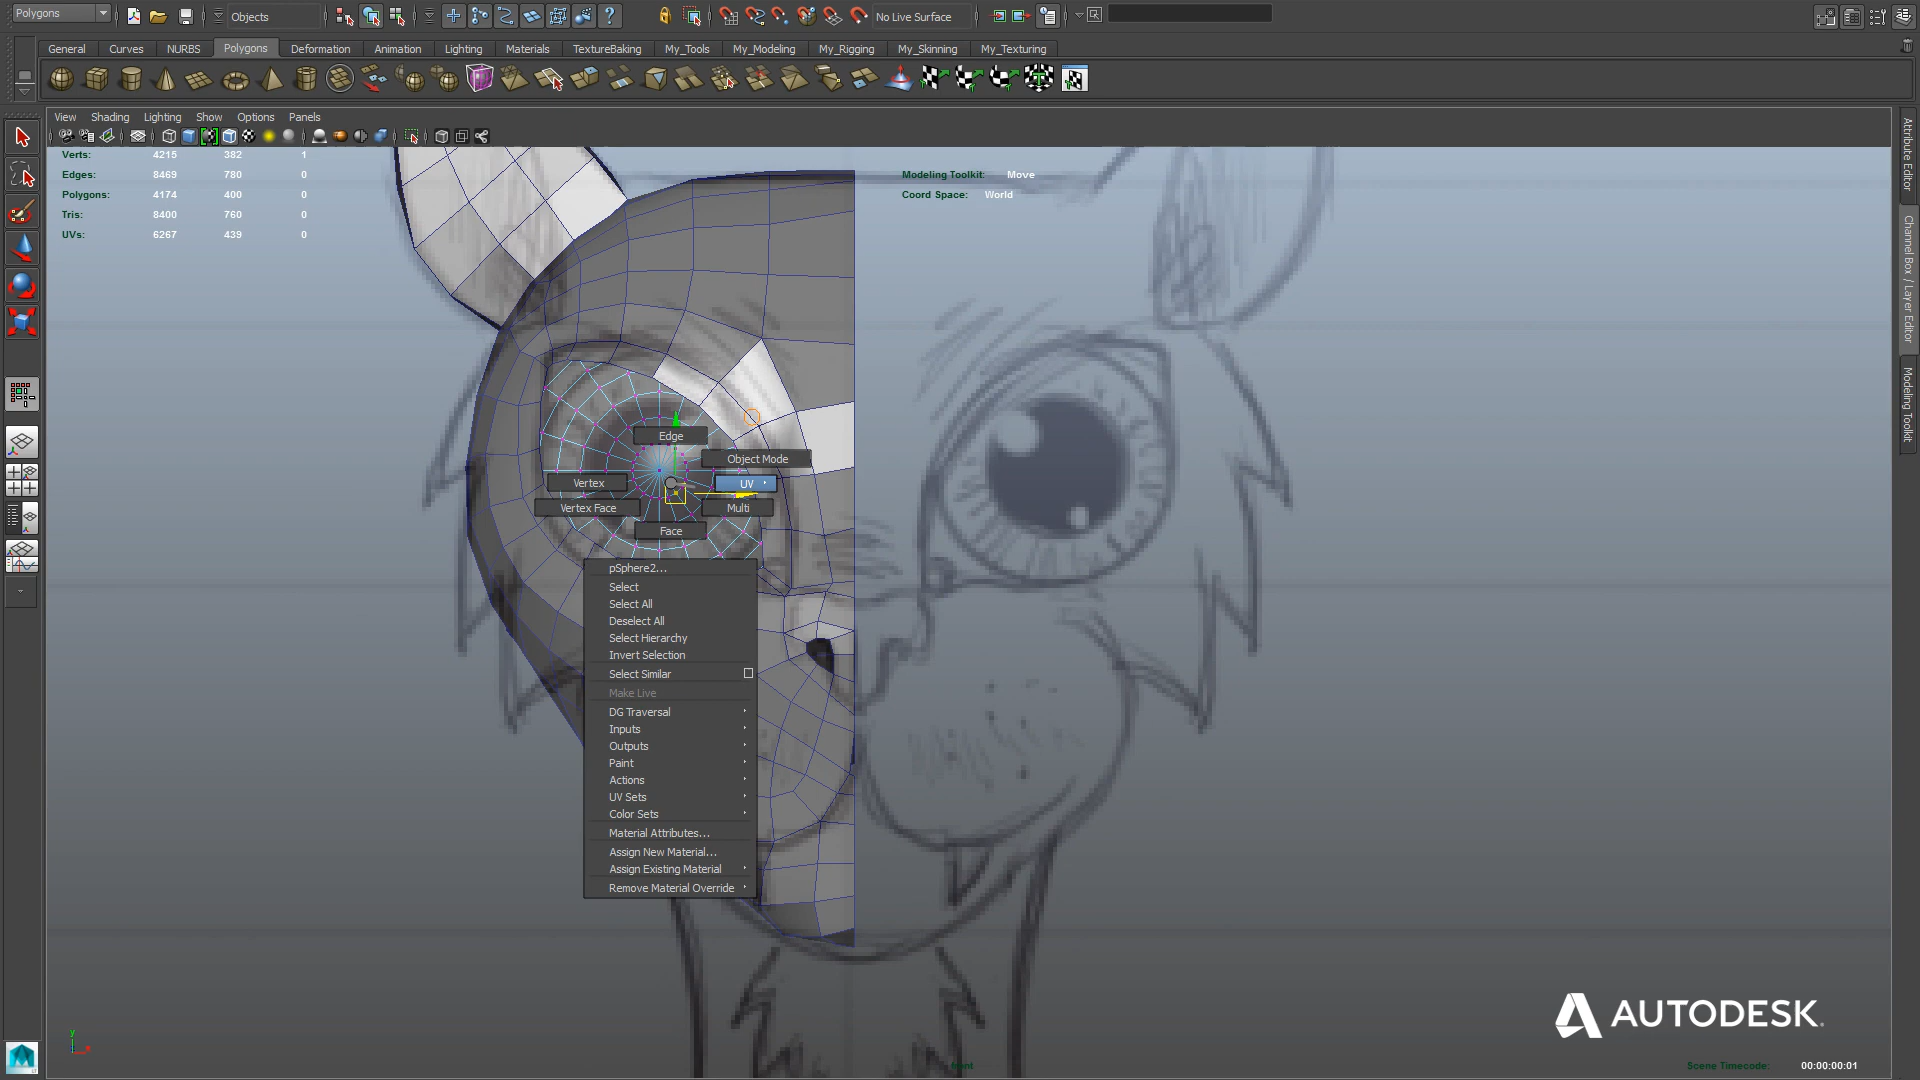 Polygons
Objects
No Live Surface
General Curves NURBS Polygons Deformation Animation Lighting Materials TextureBaking My_Tools My_Modeling My_Rigging My_Skinning My_Texturing
View Shading Lighting Show Options Panels
Verts: 4215 382 1
Edges: 8469 780 0
Polygons: 4174 400 0
Tris: 8400 760 0
UVs: 6267 439 0
Modeling Toolkit: Move
Coord Space: World
Attribute Editor
Channel Box / Layer Editor
Modeling Toolkit
Edge
Object Mode
Vertex
UV
Vertex Face
Multi
Face
pSphere2...
Select
Select All
Deselect All
Select Hierarchy
Invert Selection
Select Similar
Make Live
DG Traversal
Inputs
Outputs
Paint
Actions
UV Sets
Color Sets
Material Attributes...
Assign New Material...
Assign Existing Material
Remove Material Override
AUTODESK.
y
x
front
Scene Timecode: 00:00:00:01